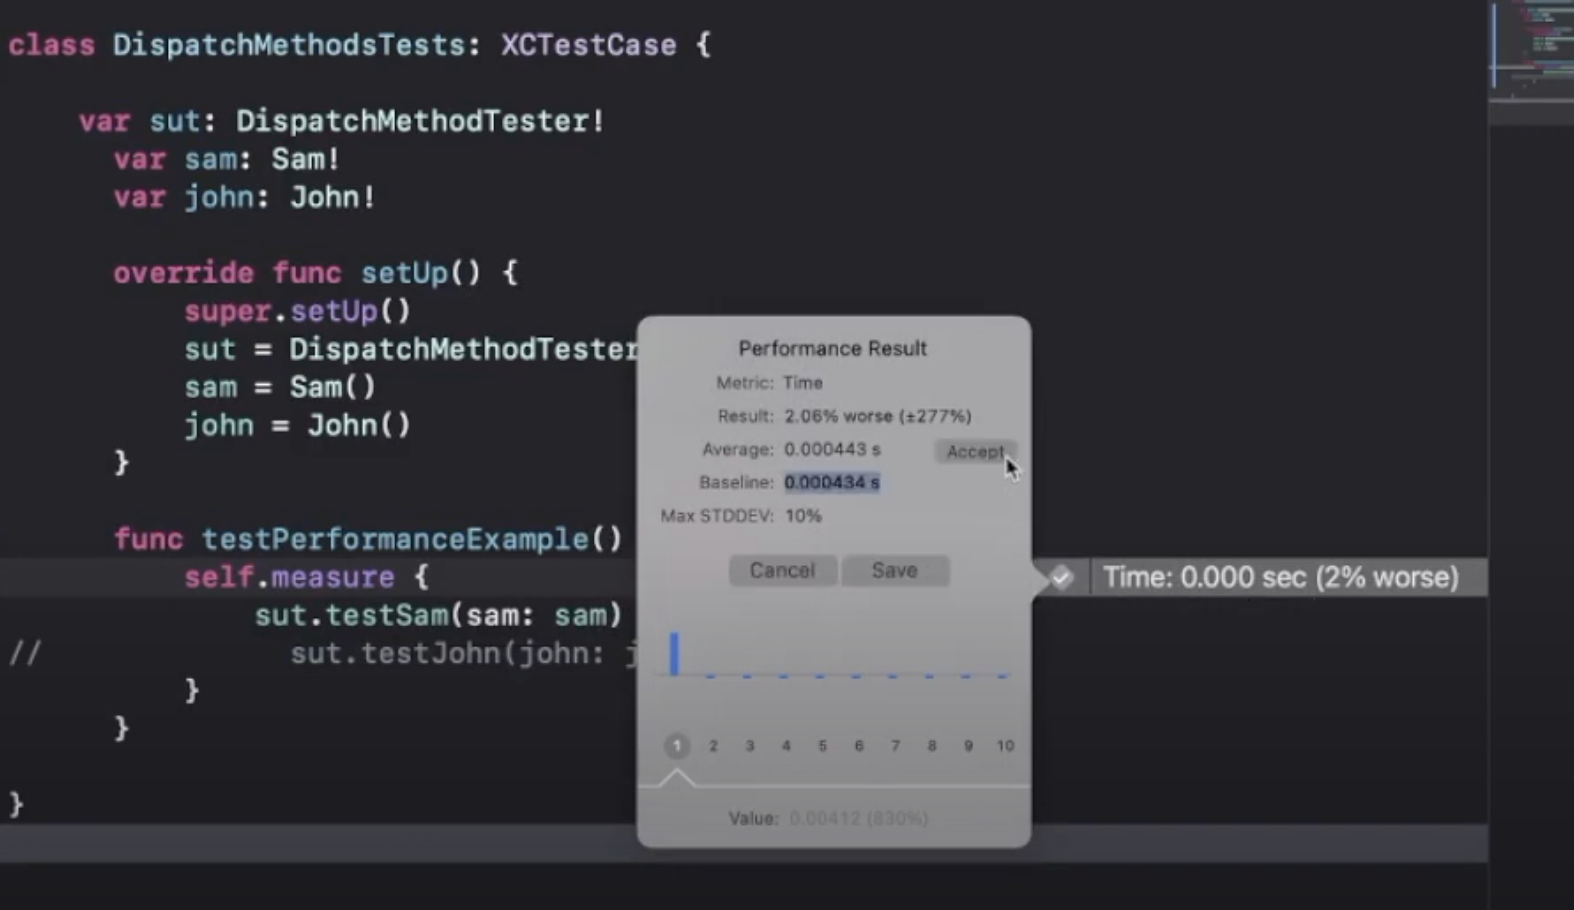 class DispatchMethodsTests: XCTestCase {
var sut: DispatchMethodTester!
var sam: Sam!
var john: John!
override func setUp() {
super.setUp()
sut = DispatchMethodTester
sam = Sam()
john = John()
}
func testPerformanceExample()
self.measure {
sut.testSam(sam: sam)
// sut.testJohn(john: j
}
}
}
Performance Result
Metric: Time
Result: 2.06% worse (±277%)
Average: 0.000443 s
Accept
Baseline: 0.000434 s
Max STDDEV: 10%
Cancel Save
1 2 3 4 5 6 7 8 9 10
Value: 0.00412 (830%)
Time: 0.000 sec (2% worse)